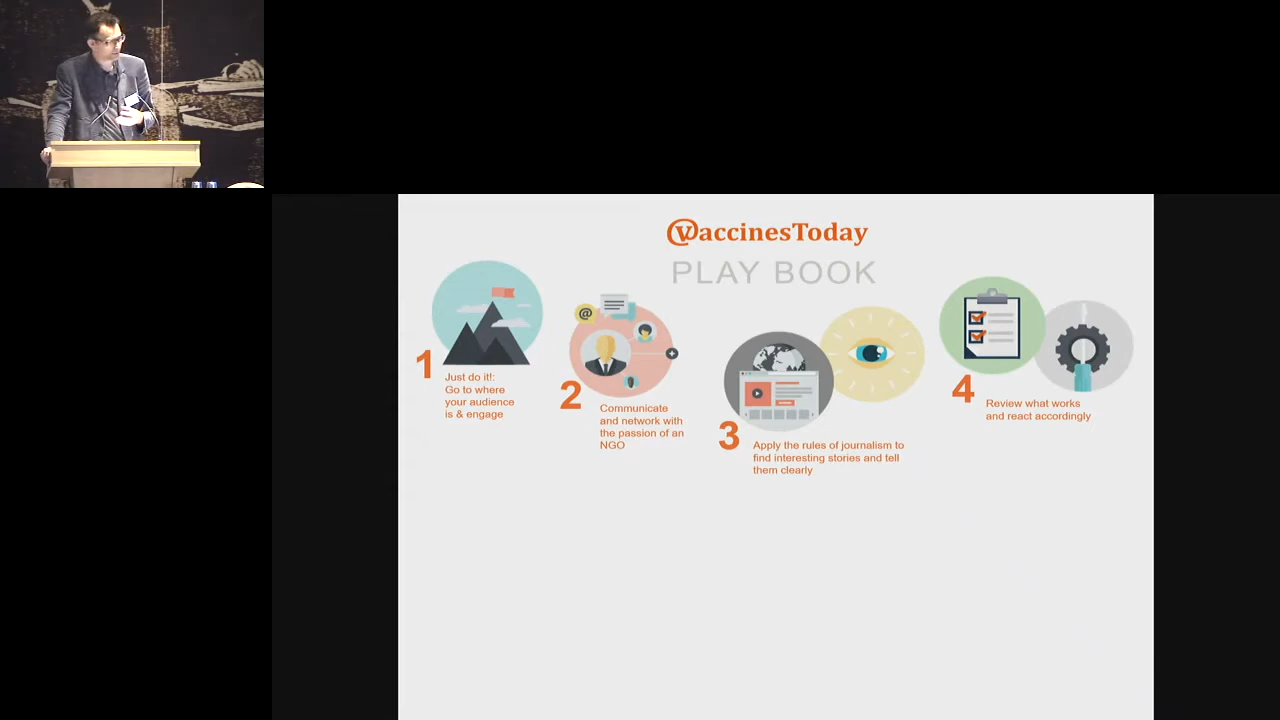 @vaccinesToday
PLAY BOOK
1
Just do it!:
Go to where
your audience
is & engage
@
2
Communicate
and network with
the passion of an
NGO
3
Apply the rules of journalism to
find interesting stories and tell
them clearly
4
Review what works
and react accordingly